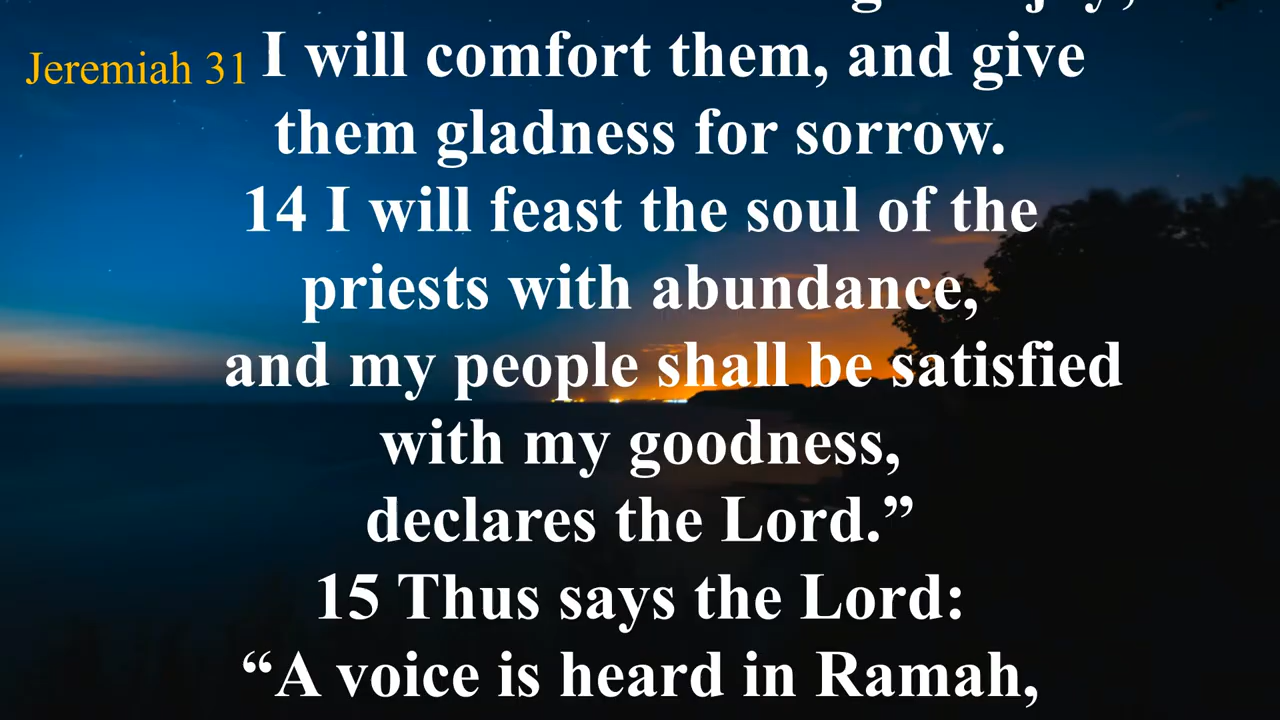 Jeremiah 31
I will comfort them, and give
them gladness for sorrow.
14 I will feast the soul of the
priests with abundance,
and my people shall be satisfied
with my goodness,
declares the Lord.”
15 Thus says the Lord:
“A voice is heard in Ramah,